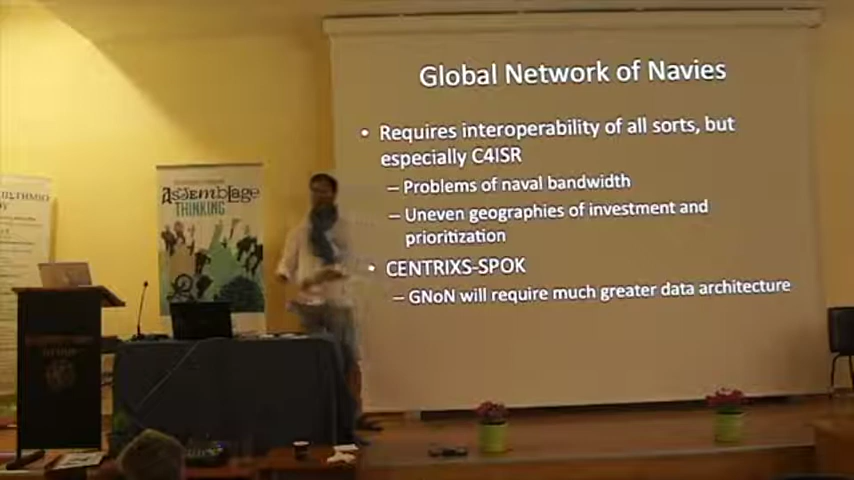 Global Network of Navies
• Requires interoperability of all sorts, but
especially C4ISR
– Problems of naval bandwidth
– Uneven geographies of investment and
prioritization
• CENTRIXS-SPOK
– GNoN will require much greater data architecture
Assemblage
THINKING